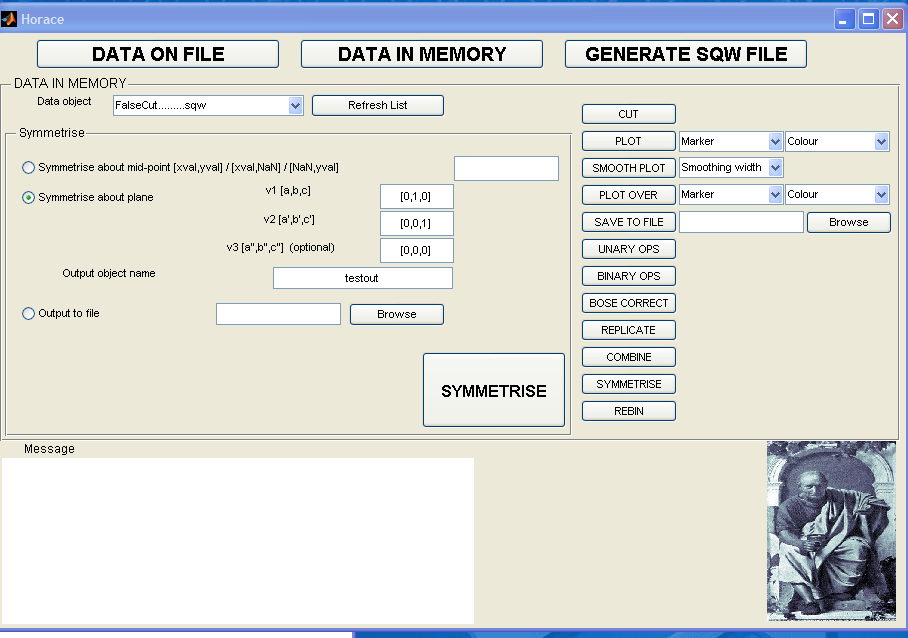 Horace
DATA ON FILE DATA IN MEMORY GENERATE SQW FILE
DATA IN MEMORY
Data object FalseCut.........sqw Refresh List
Symmetrise
Symmetrise about mid-point [xval,yval] / [xval,NaN] / [NaN,yval]
Symmetrise about plane
v1 [a,b,c] [0,1,0]
v2 [a',b',c'] [0,0,1]
v3 [a",b",c"] (optional) [0,0,0]
Output object name testout
Output to file Browse
SYMMETRISE
CUT
PLOT Marker Colour
SMOOTH PLOT Smoothing width
PLOT OVER Marker Colour
SAVE TO FILE Browse
UNARY OPS
BINARY OPS
BOSE CORRECT
REPLICATE
COMBINE
SYMMETRISE
REBIN
Message